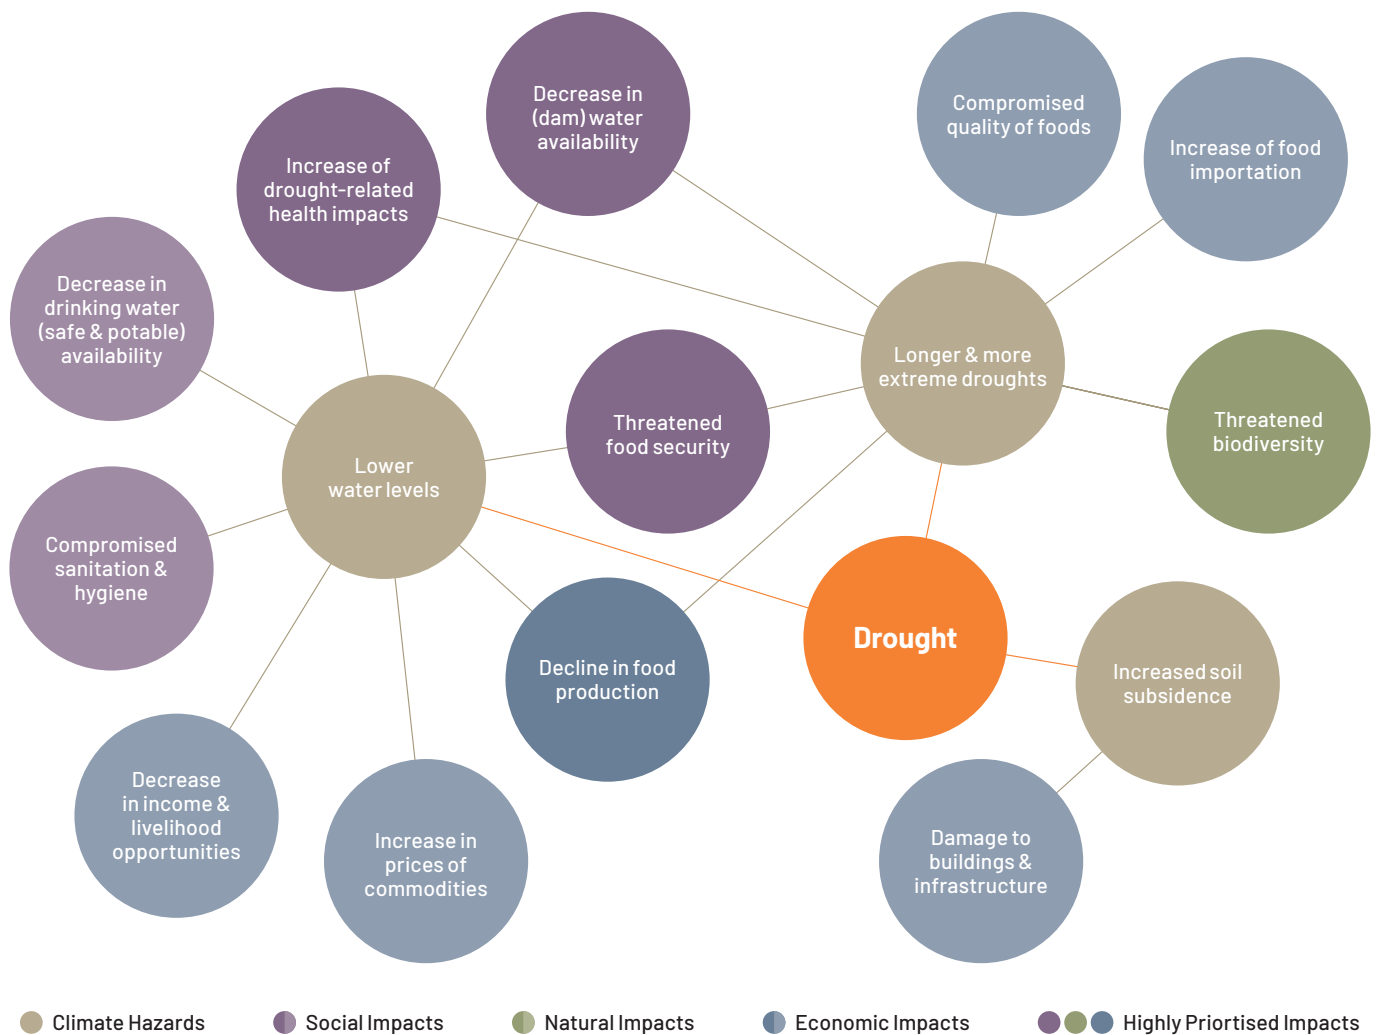 Decrease in
(dam) water
availability
Compromised
quality of foods
Increase of food
importation
Increase of
drought-related
health impacts
Decrease in
drinking water
(safe & potable)
availability
Longer & more
extreme droughts
Threatened
food security
Threatened
biodiversity
Lower
water levels
Compromised
sanitation &
hygiene
Drought
Decline in food
production
Increased soil
subsidence
Decrease
in income &
livelihood
opportunities
Increase in
prices of
commodities
Damage to
buildings &
infrastructure
Climate Hazards
Social Impacts
Natural Impacts
Economic Impacts
Highly Priortised Impacts